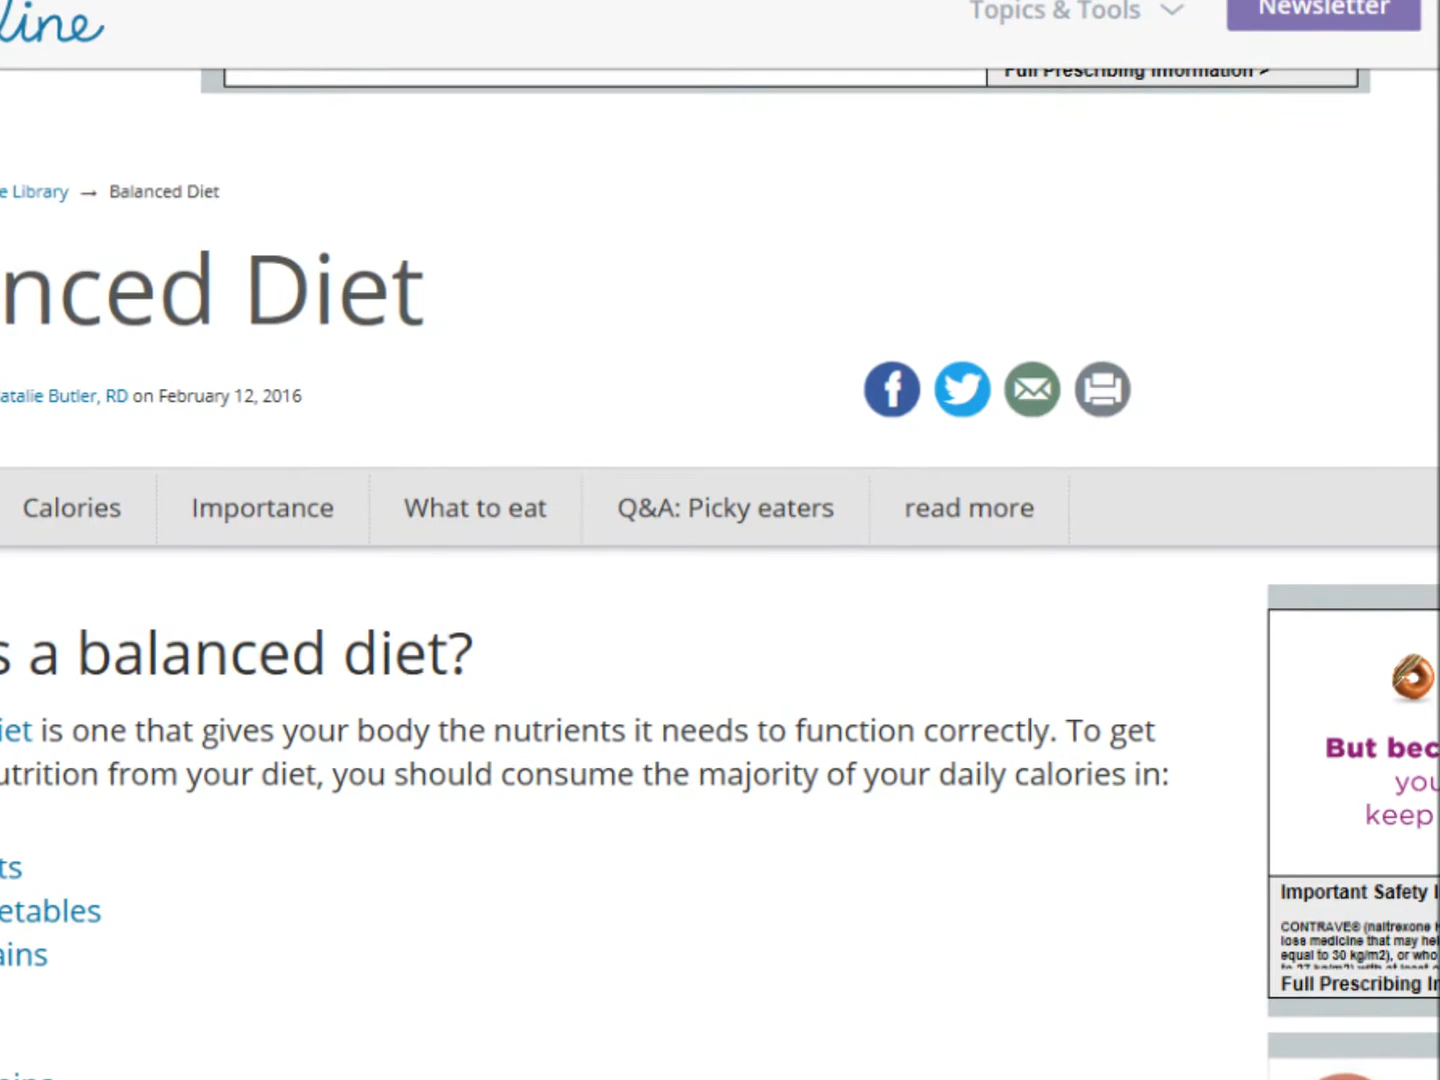 line
Topics & Tools
Newsletter
Full Prescribing Information >
e Library → Balanced Diet
nced Diet
atalie Butler, RD on February 12, 2016
Calories
Importance
What to eat
Q&A: Picky eaters
read more
s a balanced diet?
iet is one that gives your body the nutrients it needs to function correctly. To get
utrition from your diet, you should consume the majority of your daily calories in:
ts
etables
ains
But bec
you
keep
Important Safety I
CONTRAVE® (naltrexone H
loss medicine that may hel
equal to 30 kg/m2), or who
Full Prescribing In